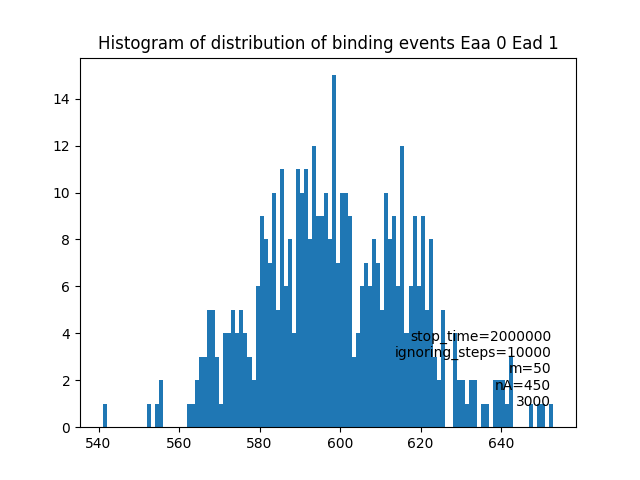 Histogram of distribution of binding events Eaa 0 Ead 1
14
12
10
8
6
4
2
0
stop_time=2000000
ignoring_steps=10000
m=50
nA=450
3000
540 560 580 600 620 640